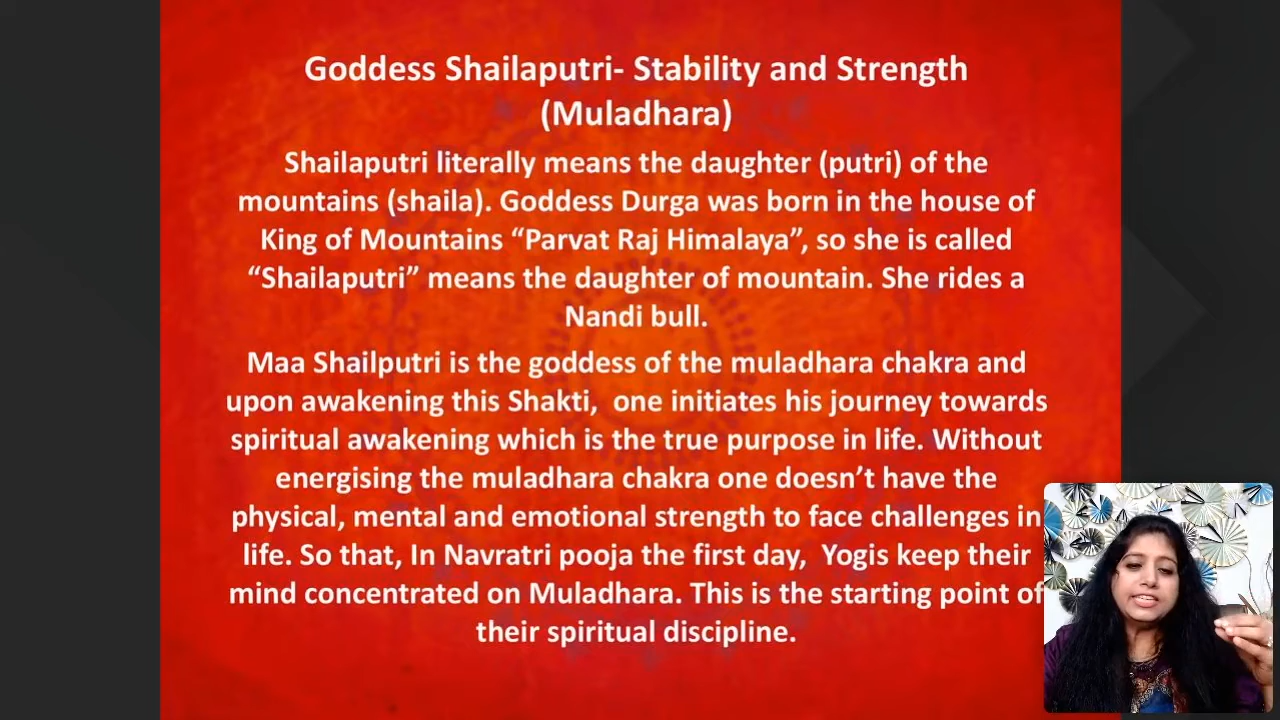 Goddess Shailaputri- Stability and Strength
(Muladhara)
Shailaputri literally means the daughter (putri) of the
mountains (shaila). Goddess Durga was born in the house of
King of Mountains “Parvat Raj Himalaya”, so she is called
“Shailaputri” means the daughter of mountain. She rides a
Nandi bull.
Maa Shailputri is the goddess of the muladhara chakra and
upon awakening this Shakti,  one initiates his journey towards
spiritual awakening which is the true purpose in life. Without
energising the muladhara chakra one doesn’t have the
physical, mental and emotional strength to face challenges in
life. So that, In Navratri pooja the first day,  Yogis keep their
mind concentrated on Muladhara. This is the starting point of
their spiritual discipline.